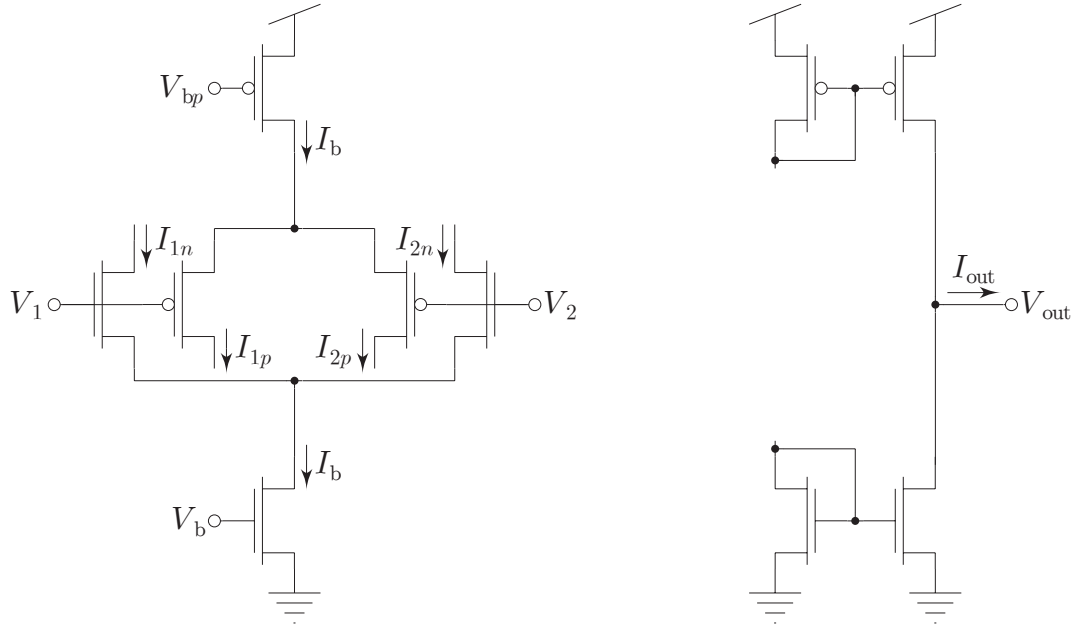 V_bp
I_b
I_1n
I_2n
V_1
V_2
I_out
V_out
I_1p
I_2p
I_b
V_b